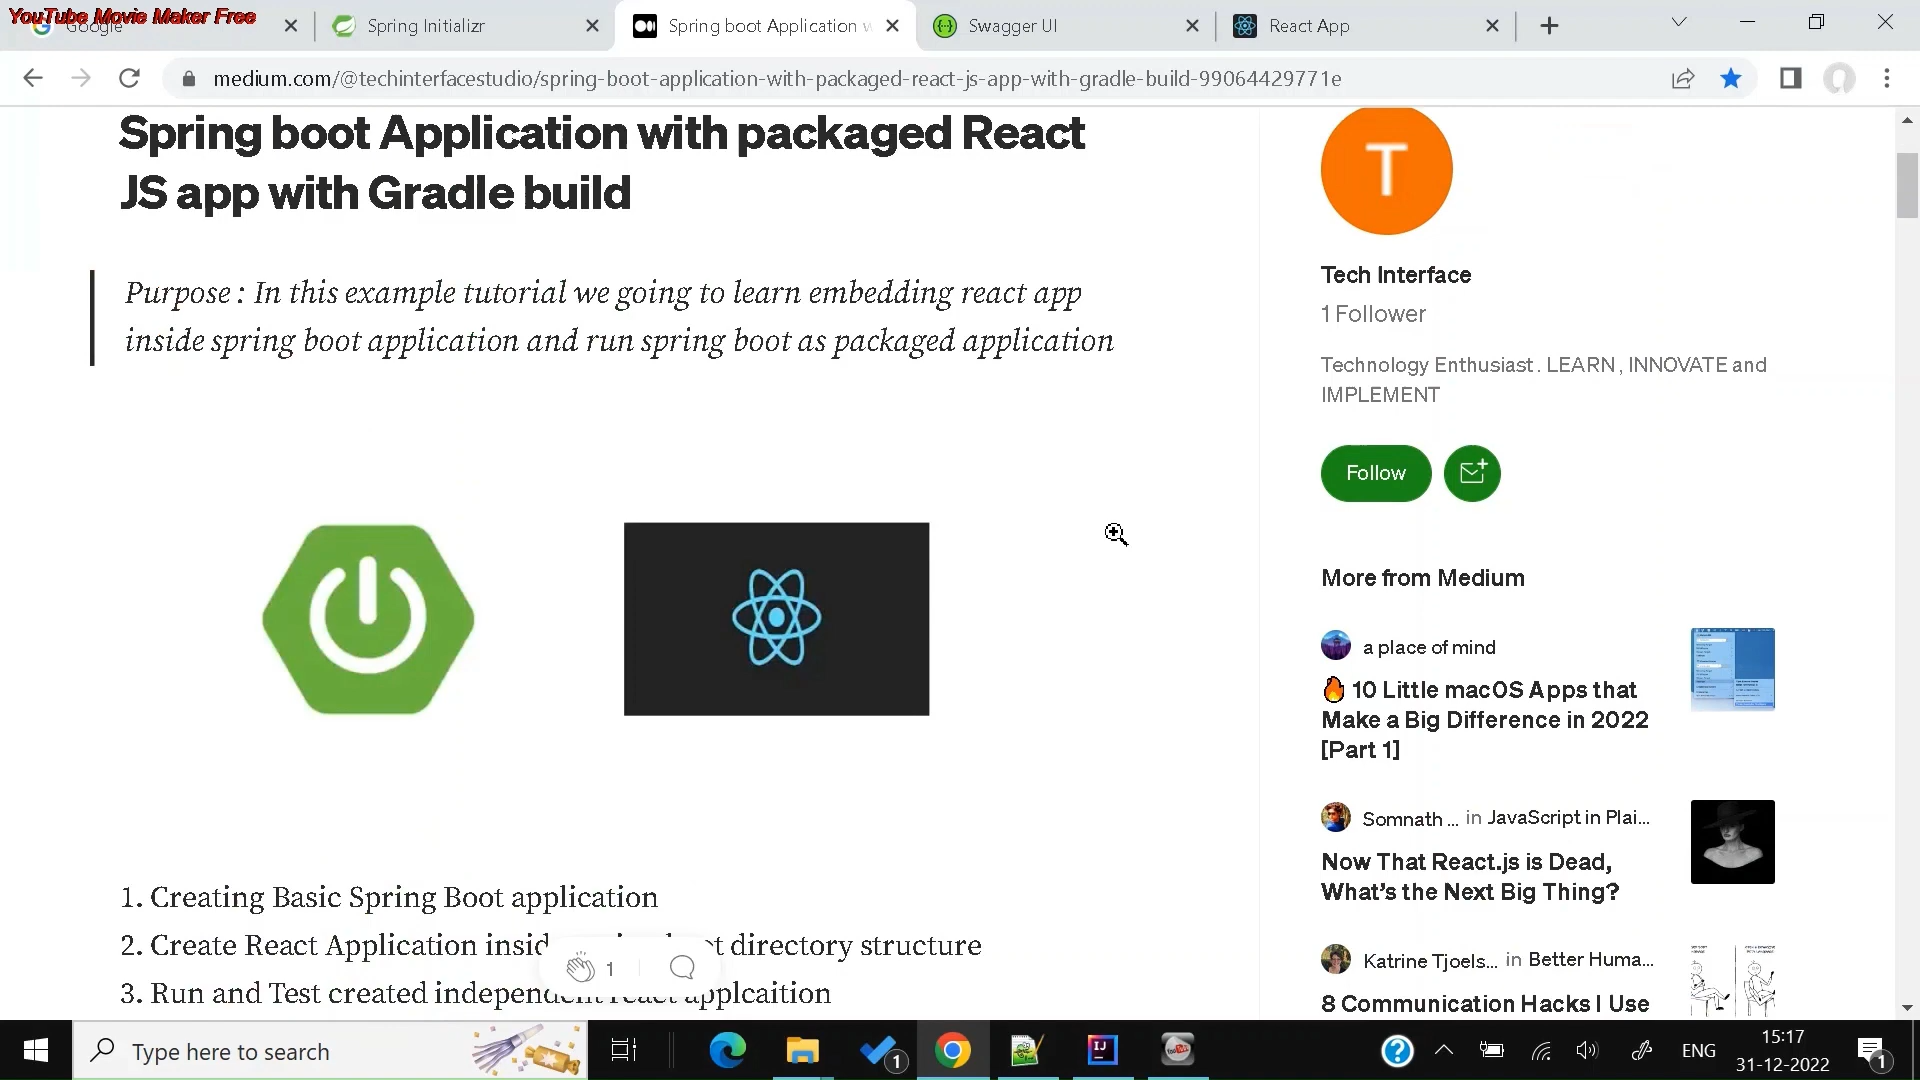 YouTube Movie Maker Free
Google
Spring Initializr
Spring boot Application w
Swagger UI
React App
medium.com/@techinterfacestudio/spring-boot-application-with-packaged-react-js-app-with-gradle-build-99064429771e
Spring boot Application with packaged React
JS app with Gradle build
Purpose : In this example tutorial we going to learn embedding react app
inside spring boot application and run spring boot as packaged application
1. Creating Basic Spring Boot application
2. Create React Application insid t directory structure
3. Run and Test created independent react applcaition
1
T
Tech Interface
1 Follower
Technology Enthusiast . LEARN , INNOVATE and
IMPLEMENT
Follow
More from Medium
a place of mind
🔥 10 Little macOS Apps that
Make a Big Difference in 2022
[Part 1]
Somnath ... in JavaScript in Plai...
Now That React.js is Dead,
What's the Next Big Thing?
Katrine Tjoels... in Better Huma...
8 Communication Hacks I Use
Type here to search
1
IJ
ENG
15:17
31-12-2022
1